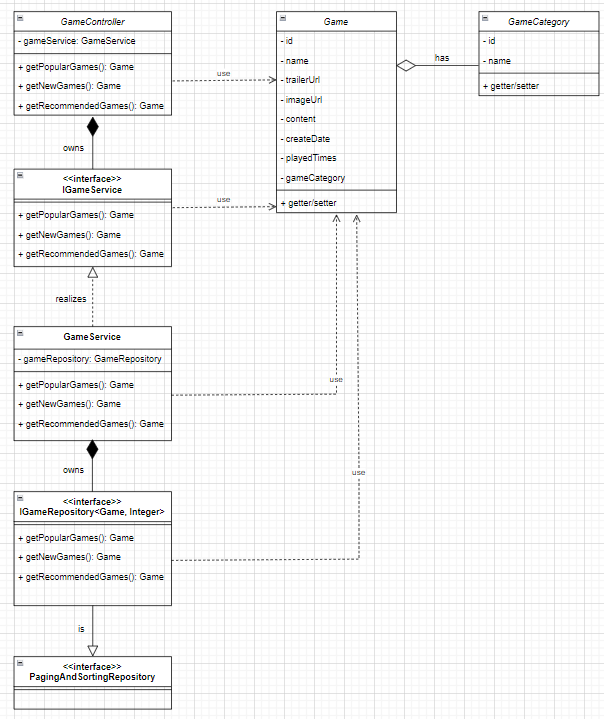 GameController
- gameService: GameService
+ getPopularGames(): Game
+ getNewGames(): Game
+ getRecommendedGames(): Game
use
owns
Game
- id
- name
- trailerUrl
- imageUrl
- content
- createDate
- playedTimes
- gameCategory
+ getter/setter
has
GameCategory
- id
- name
+ getter/setter
<<interface>>
IGameService
+ getPopularGames(): Game
+ getNewGames(): Game
+ getRecommendedGames(): Game
use
realizes
GameService
- gameRepository: GameRepository
+ getPopularGames(): Game
+ getNewGames(): Game
+ getRecommendedGames(): Game
use
owns
<<interface>>
IGameRepository<Game, Integer>
+ getPopularGames(): Game
+ getNewGames(): Game
+ getRecommendedGames(): Game
use
is
<<interface>>
PagingAndSortingRepository